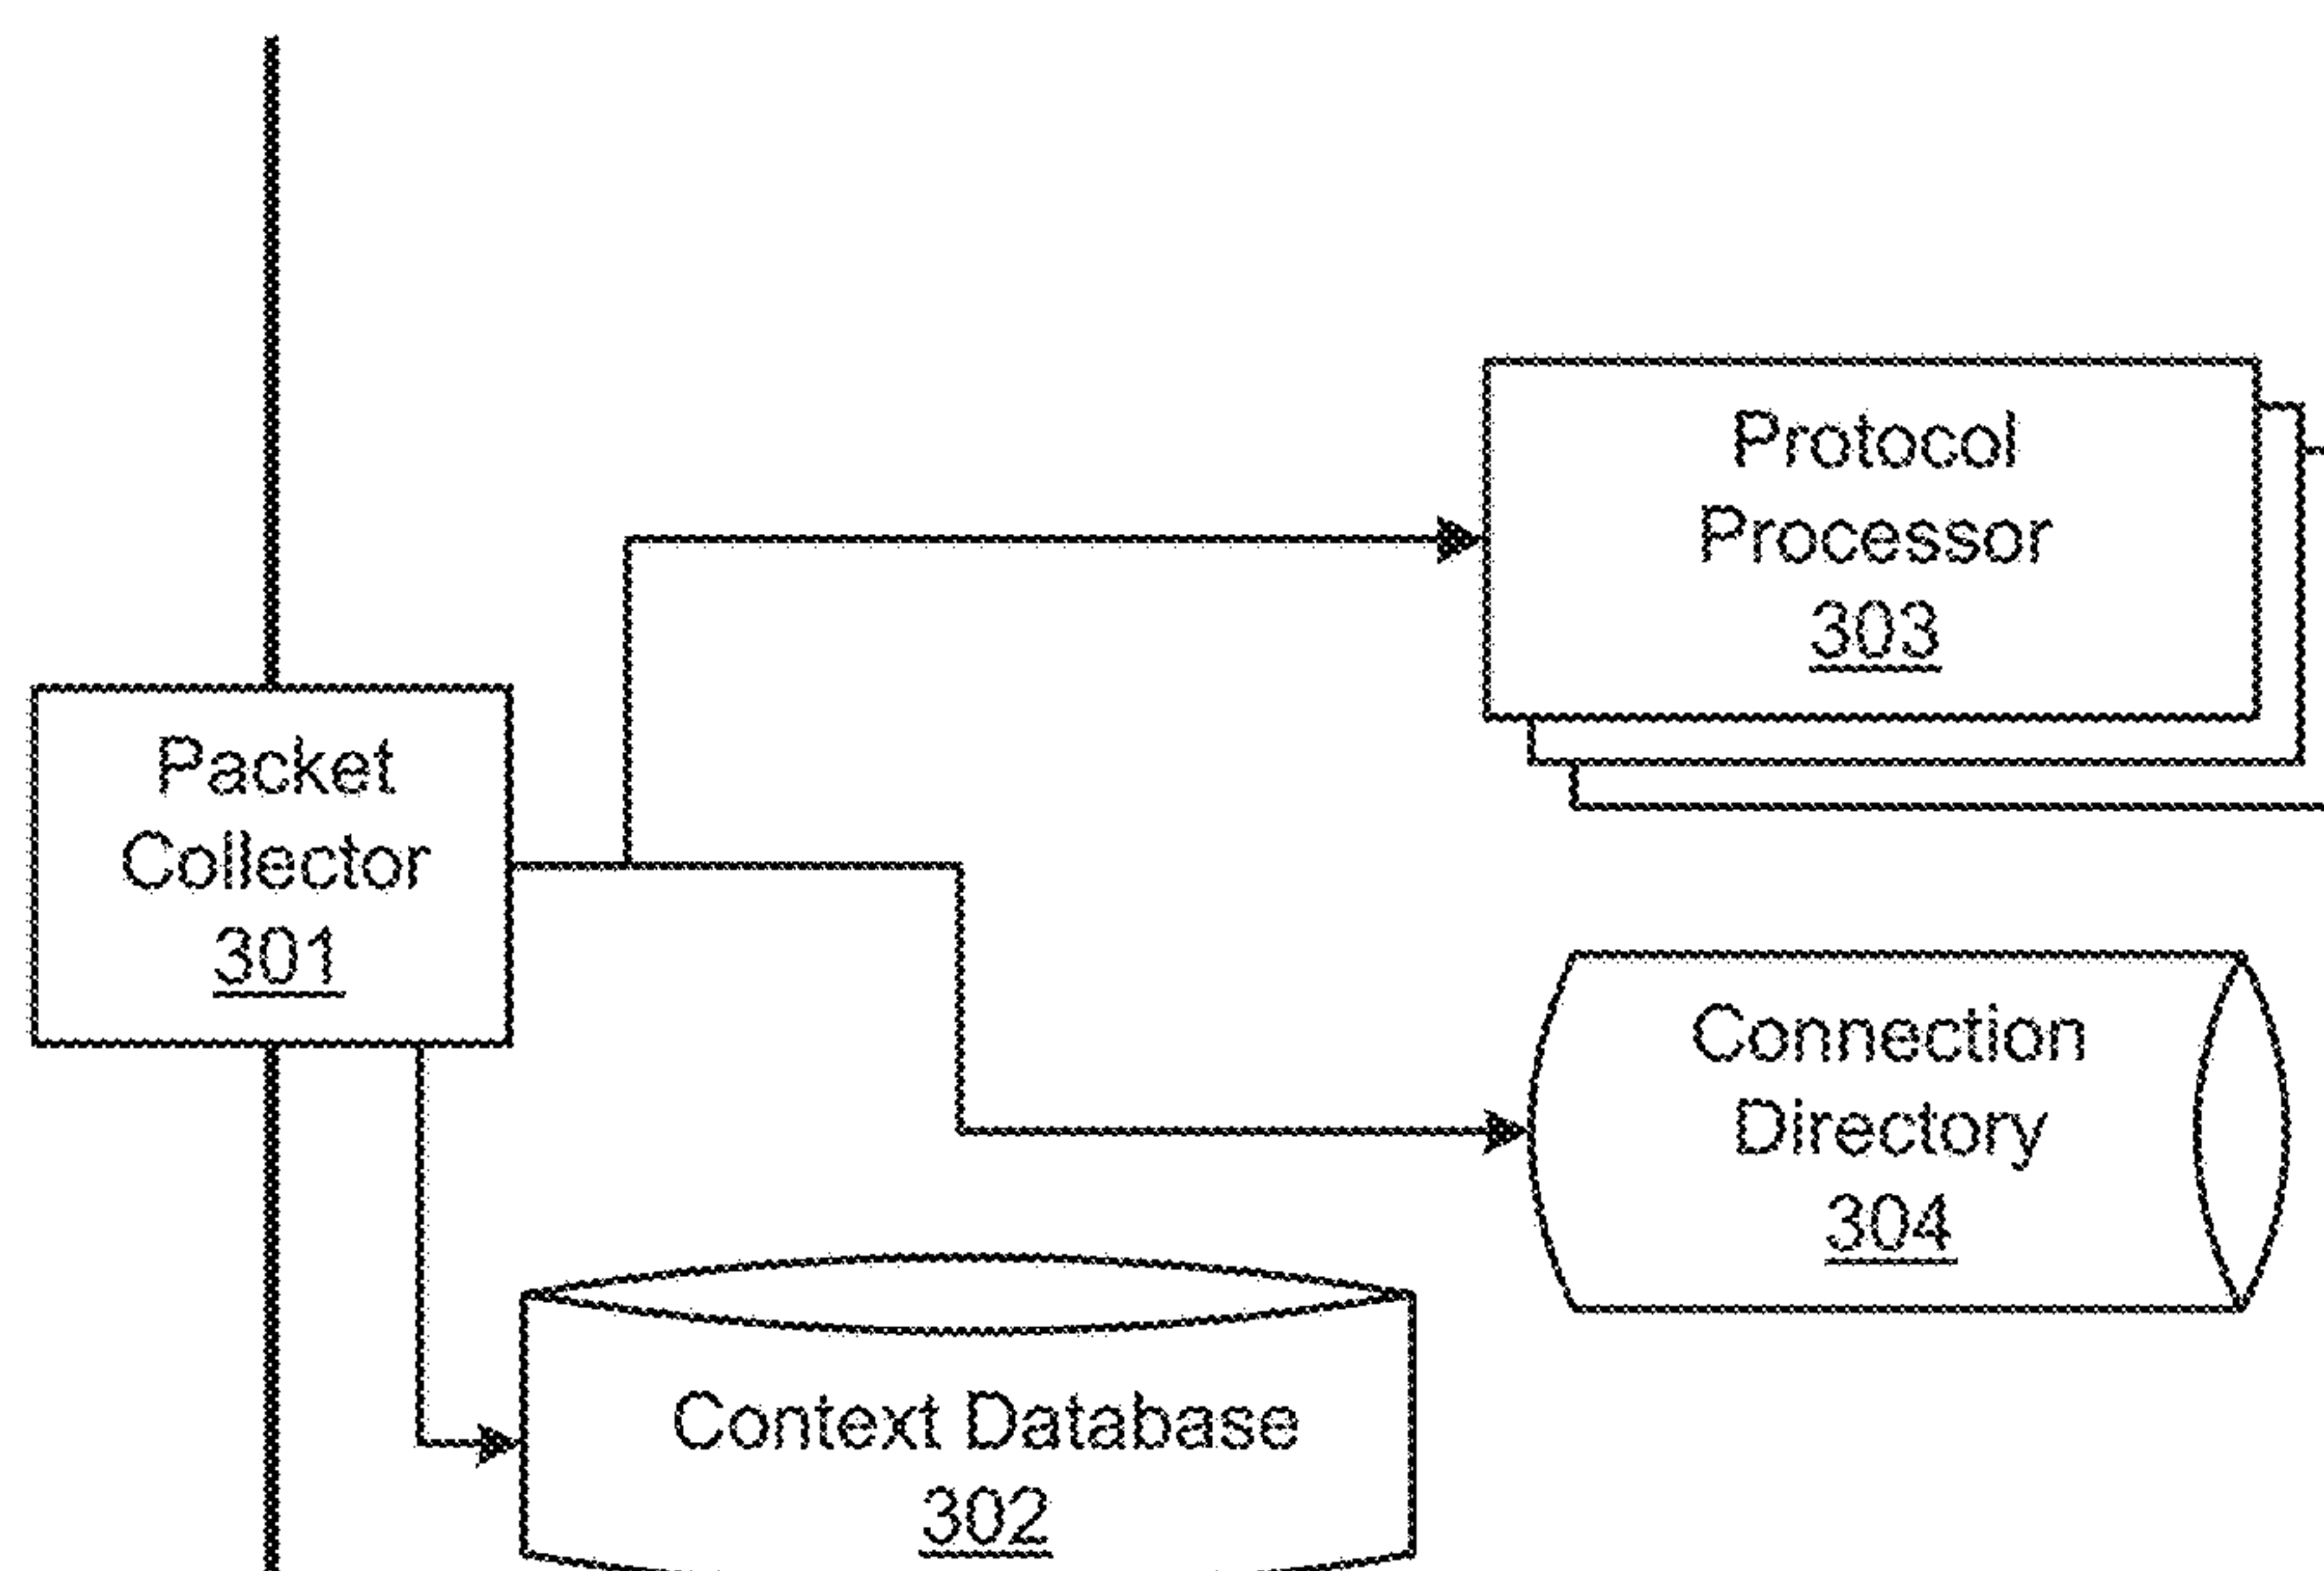 Protocol
Processor
303
Packet
Collector
301
Connection
Directory
304
Context Database
302